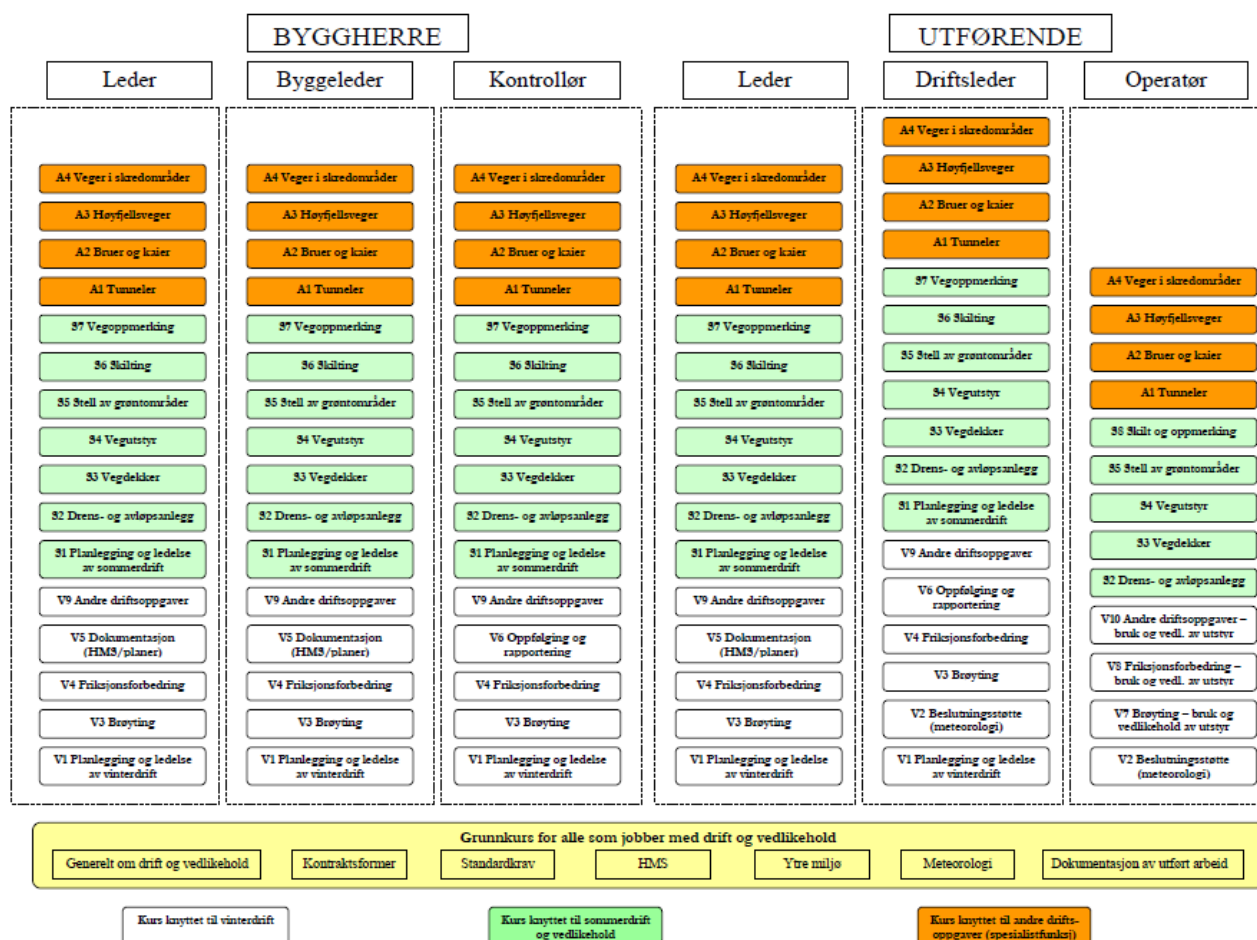 BYGGHERRE
UTFØRENDE
Leder
Byggeleder
Kontrollør
Leder
Driftsleder
Operatør
A4 Veger i skredområder
A3 Høyfjellsveger
A2 Bruer og kaier
A1 Tunneler
S7 Vegoppmerking
S6 Skilting
S5 Stell av grøntområder
S4 Vegutstyr
S3 Vegdekker
S2 Drens- og avløpsanlegg
S1 Planlegging og ledelse
av sommerdrift
V9 Andre driftsoppgaver
V5 Dokumentasjon
(HMS/planer)
V4 Friksjonsforbedring
V3 Brøyting
V1 Planlegging og ledelse
av vinterdrift
A4 Veger i skredområder
A3 Høyfjellsveger
A2 Bruer og kaier
A1 Tunneler
S7 Vegoppmerking
S6 Skilting
S5 Stell av grøntområder
S4 Vegutstyr
S3 Vegdekker
S2 Drens- og avløpsanlegg
S1 Planlegging og ledelse
av sommerdrift
V9 Andre driftsoppgaver
V5 Dokumentasjon
(HMS/planer)
V4 Friksjonsforbedring
V3 Brøyting
V1 Planlegging og ledelse
av vinterdrift
A4 Veger i skredområder
A3 Høyfjellsveger
A2 Bruer og kaier
A1 Tunneler
S7 Vegoppmerking
S6 Skilting
S5 Stell av grøntområder
S4 Vegutstyr
S3 Vegdekker
S2 Drens- og avløpsanlegg
S1 Planlegging og ledelse
av sommerdrift
V9 Andre driftsoppgaver
V6 Oppfølging og
rapportering
V4 Friksjonsforbedring
V3 Brøyting
V1 Planlegging og ledelse
av vinterdrift
A4 Veger i skredområder
A3 Høyfjellsveger
A2 Bruer og kaier
A1 Tunneler
S7 Vegoppmerking
S6 Skilting
S5 Stell av grøntområder
S4 Vegutstyr
S3 Vegdekker
S2 Drens- og avløpsanlegg
S1 Planlegging og ledelse
av sommerdrift
V9 Andre driftsoppgaver
V5 Dokumentasjon
(HMS/planer)
V4 Friksjonsforbedring
V3 Brøyting
V1 Planlegging og ledelse
av vinterdrift
A4 Veger i skredområder
A3 Høyfjellsveger
A2 Bruer og kaier
A1 Tunneler
S7 Vegoppmerking
S6 Skilting
S5 Stell av grøntområder
S4 Vegutstyr
S3 Vegdekker
S2 Drens- og avløpsanlegg
S1 Planlegging og ledelse
av sommerdrift
V9 Andre driftsoppgaver
V6 Oppfølging og
rapportering
V4 Friksjonsforbedring
V3 Brøyting
V2 Beslutningsstøtte
(meteorologi)
V1 Planlegging og ledelse
av vinterdrift
A4 Veger i skredområder
A3 Høyfjellsveger
A2 Bruer og kaier
A1 Tunneler
S8 Skilt og oppmerking
S5 Stell av grøntområder
S4 Vegutstyr
S3 Vegdekker
S2 Drens- og avløpsanlegg
V10 Andre driftsoppgaver –
bruk og vedl. av utstyr
V8 Friksjonsforbedring –
bruk og vedl. av utstyr
V7 Brøyting – bruk og
vedlikehold av utstyr
V2 Beslutningsstøtte
(meteorologi)
Grunnkurs for alle som jobber med drift og vedlikehold
Generelt om drift og vedlikehold
Kontraktsformer
Standardkrav
HMS
Ytre miljø
Meteorologi
Dokumentasjon av utført arbeid
Kurs knyttet til vinterdrift
Kurs knyttet til sommerdrift
og vedlikehold
Kurs knyttet til andre drifts-
oppgaver (spesialistfunksj)